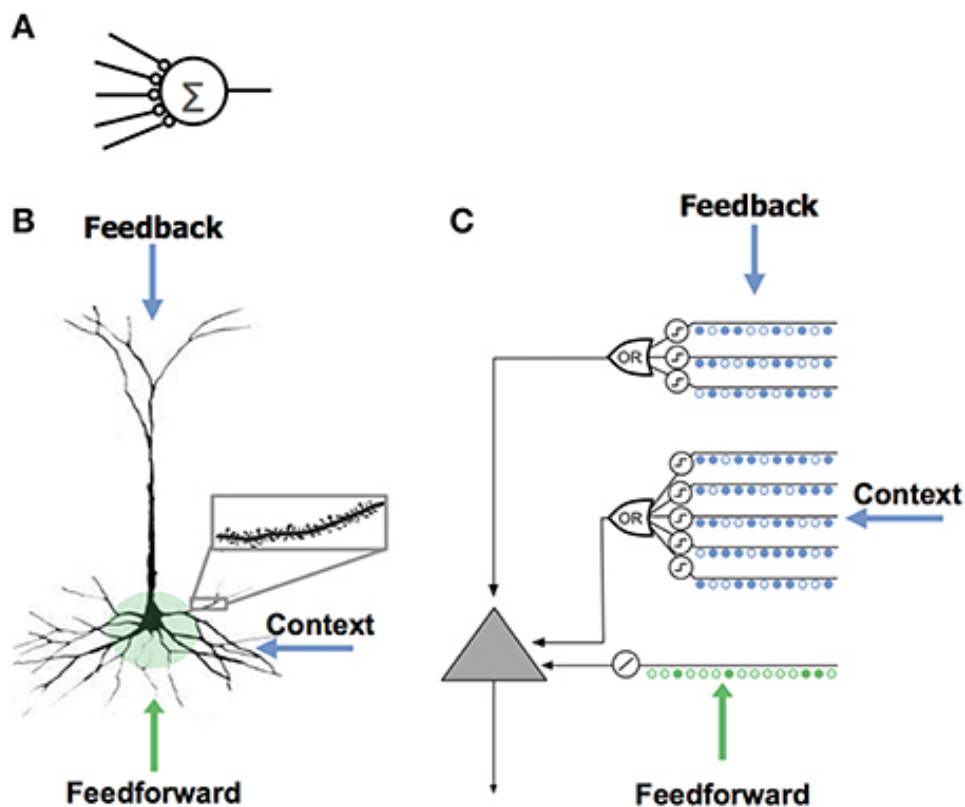 A
Σ
B
Feedback
Context
Feedforward
C
Feedback
OR
OR
Context
Feedforward